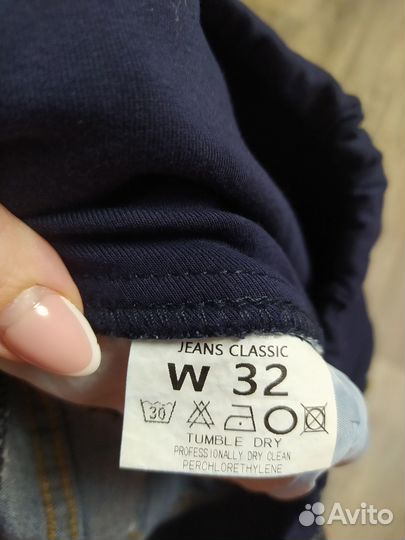 JEANS CLASSIC
W 32
30
TUMBLE DRY
PROFESSIONALLY DRY CLEAN
PERCHLORETHYLENE
Avito